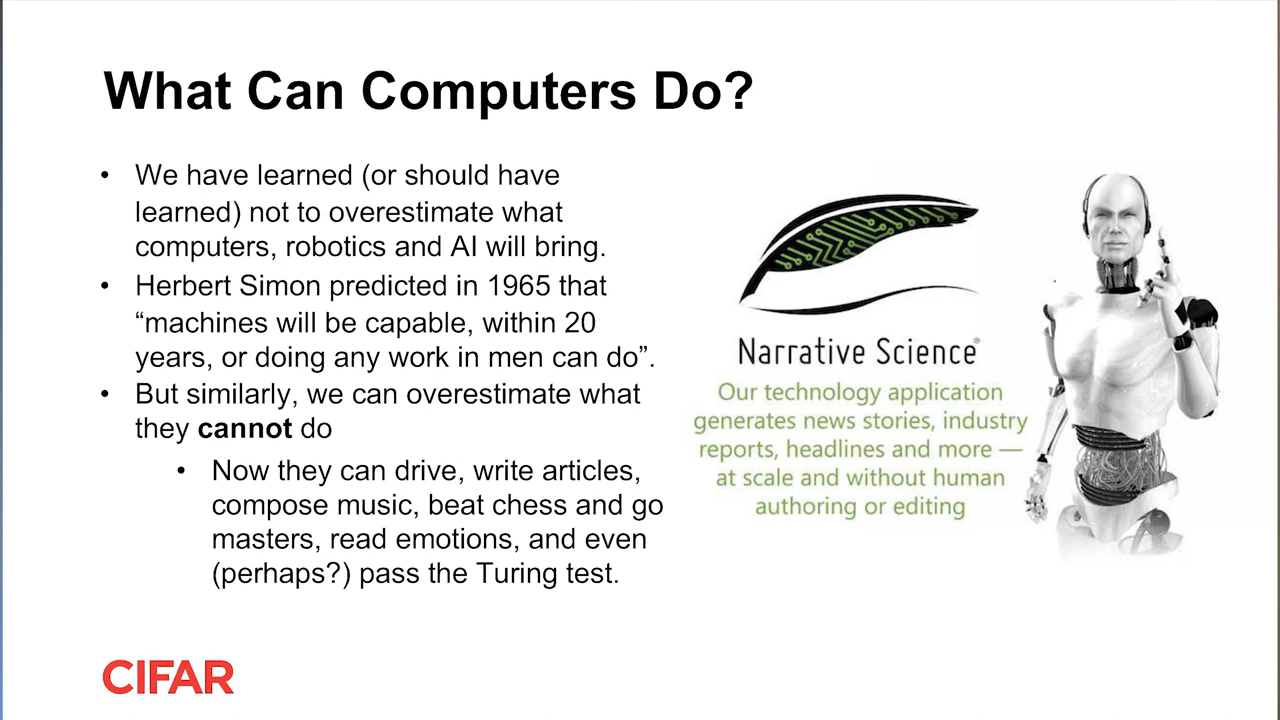 What Can Computers Do?
• We have learned (or should have
learned) not to overestimate what
computers, robotics and AI will bring.
• Herbert Simon predicted in 1965 that
“machines will be capable, within 20
years, or doing any work in men can do”.
• But similarly, we can overestimate what
they cannot do
• Now they can drive, write articles,
compose music, beat chess and go
masters, read emotions, and even
(perhaps?) pass the Turing test.
Narrative Science®
Our technology application
generates news stories, industry
reports, headlines and more —
at scale and without human
authoring or editing
CIFAR